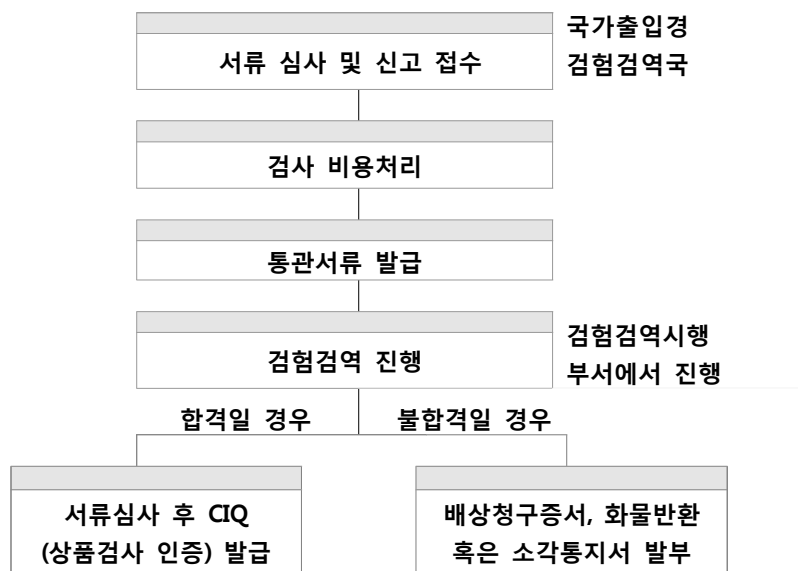 국가출입경
서류 심사 및 신고 접수
검험검역국
검사 비용처리
통관서류 발급
검험검역시행
검험검역 진행
부서에서 진행
합격일 경우
불합격일 경우
서류심사 후 CIQ
(상품검사 인증) 발급
배상청구증서, 화물반환
혹은 소각통지서 발부